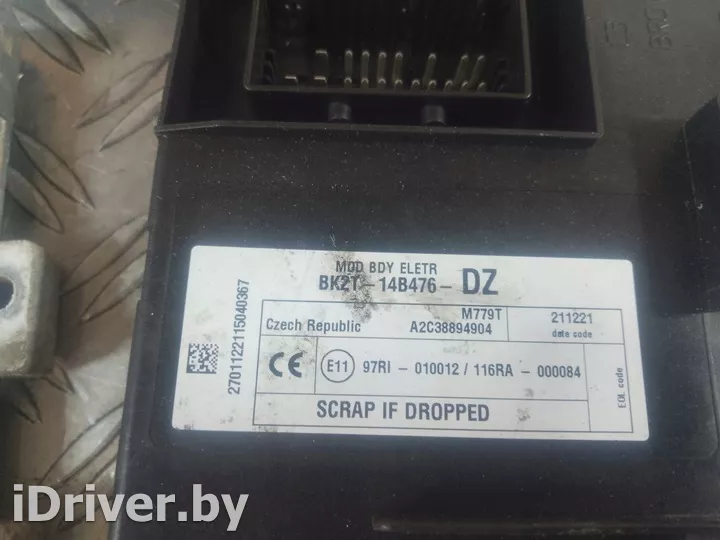 BROW
MOD BDY ELETR
BK2T-14B476-DZ
Czech Republic
M779T
A2C38894904
211221
date code
2701122115040367
CE
E11
97RI - 010012 / 116RA - 000084
EOL code
SCRAP IF DROPPED
iDriver.by